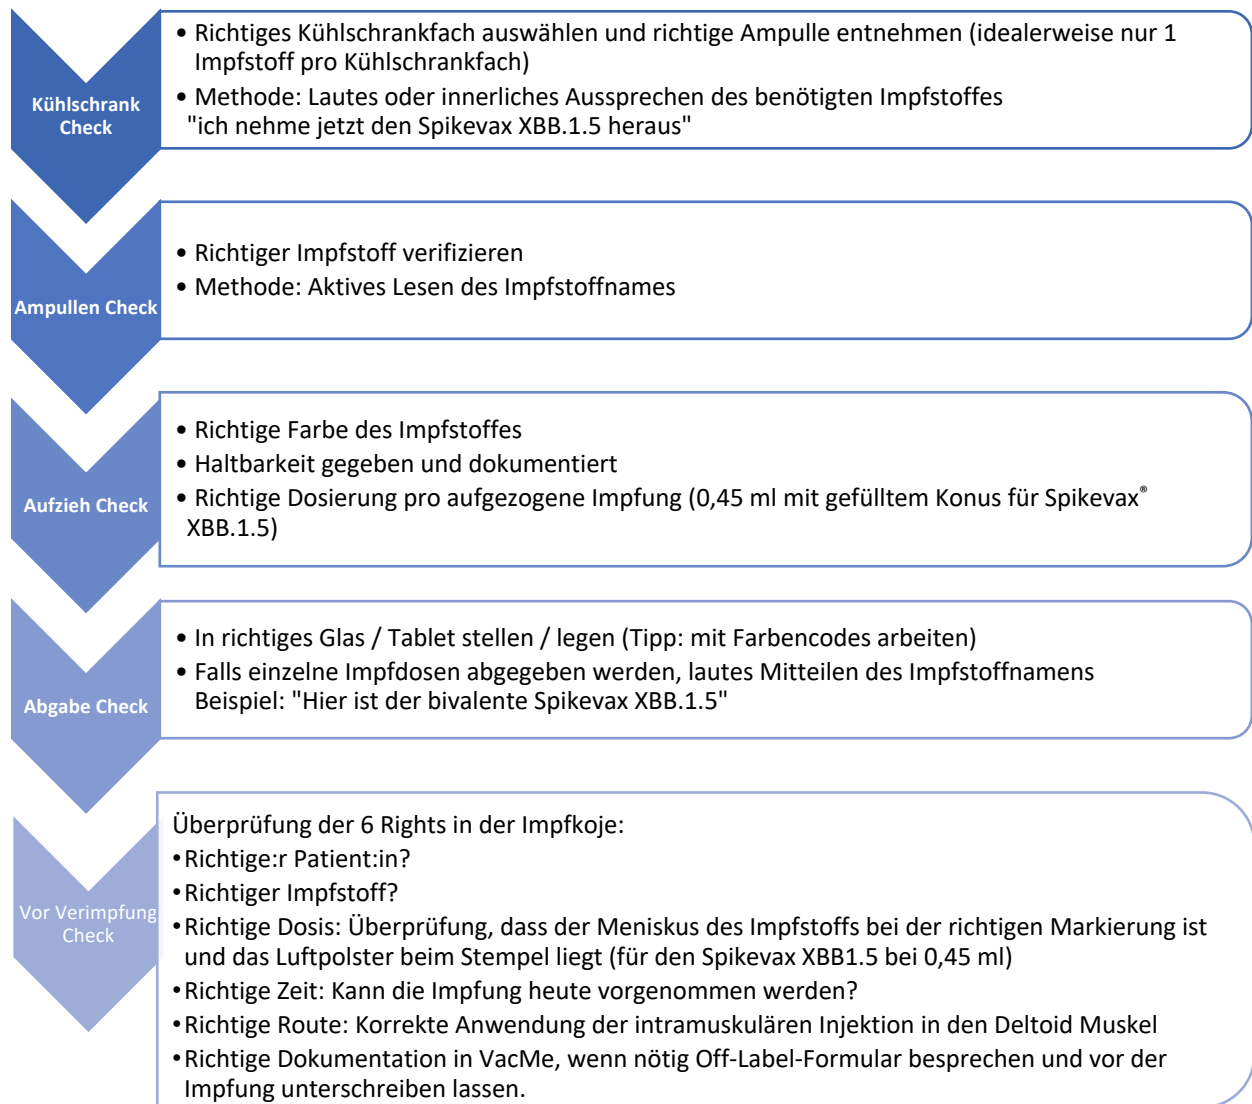 Kühlschrank
Check
• Richtiges Kühlschrankfach auswählen und richtige Ampulle entnehmen (idealerweise nur 1
Impfstoff pro Kühlschrankfach)
• Methode: Lautes oder innerliches Aussprechen des benötigten Impfstoffes
"ich nehme jetzt den Spikevax XBB.1.5 heraus"
Ampullen Check
• Richtiger Impfstoff verifizieren
• Methode: Aktives Lesen des Impfstoffnames
Aufzieh Check
• Richtige Farbe des Impfstoffes
• Haltbarkeit gegeben und dokumentiert
• Richtige Dosierung pro aufgezogene Impfung (0,45 ml mit gefülltem Konus für Spikevax®
XBB.1.5)
Abgabe Check
• In richtiges Glas / Tablet stellen / legen (Tipp: mit Farbencodes arbeiten)
• Falls einzelne Impfdosen abgegeben werden, lautes Mitteilen des Impfstoffnamens
Beispiel: "Hier ist der bivalente Spikevax XBB.1.5"
Vor Verimpfung
Check
Überprüfung der 6 Rights in der Impfkoje:
•Richtige:r Patient:in?
•Richtiger Impfstoff?
•Richtige Dosis: Überprüfung, dass der Meniskus des Impfstoffs bei der richtigen Markierung ist
und das Luftpolster beim Stempel liegt (für den Spikevax XBB1.5 bei 0,45 ml)
•Richtige Zeit: Kann die Impfung heute vorgenommen werden?
•Richtige Route: Korrekte Anwendung der intramuskulären Injektion in den Deltoid Muskel
•Richtige Dokumentation in VacMe, wenn nötig Off-Label-Formular besprechen und vor der
Impfung unterschreiben lassen.